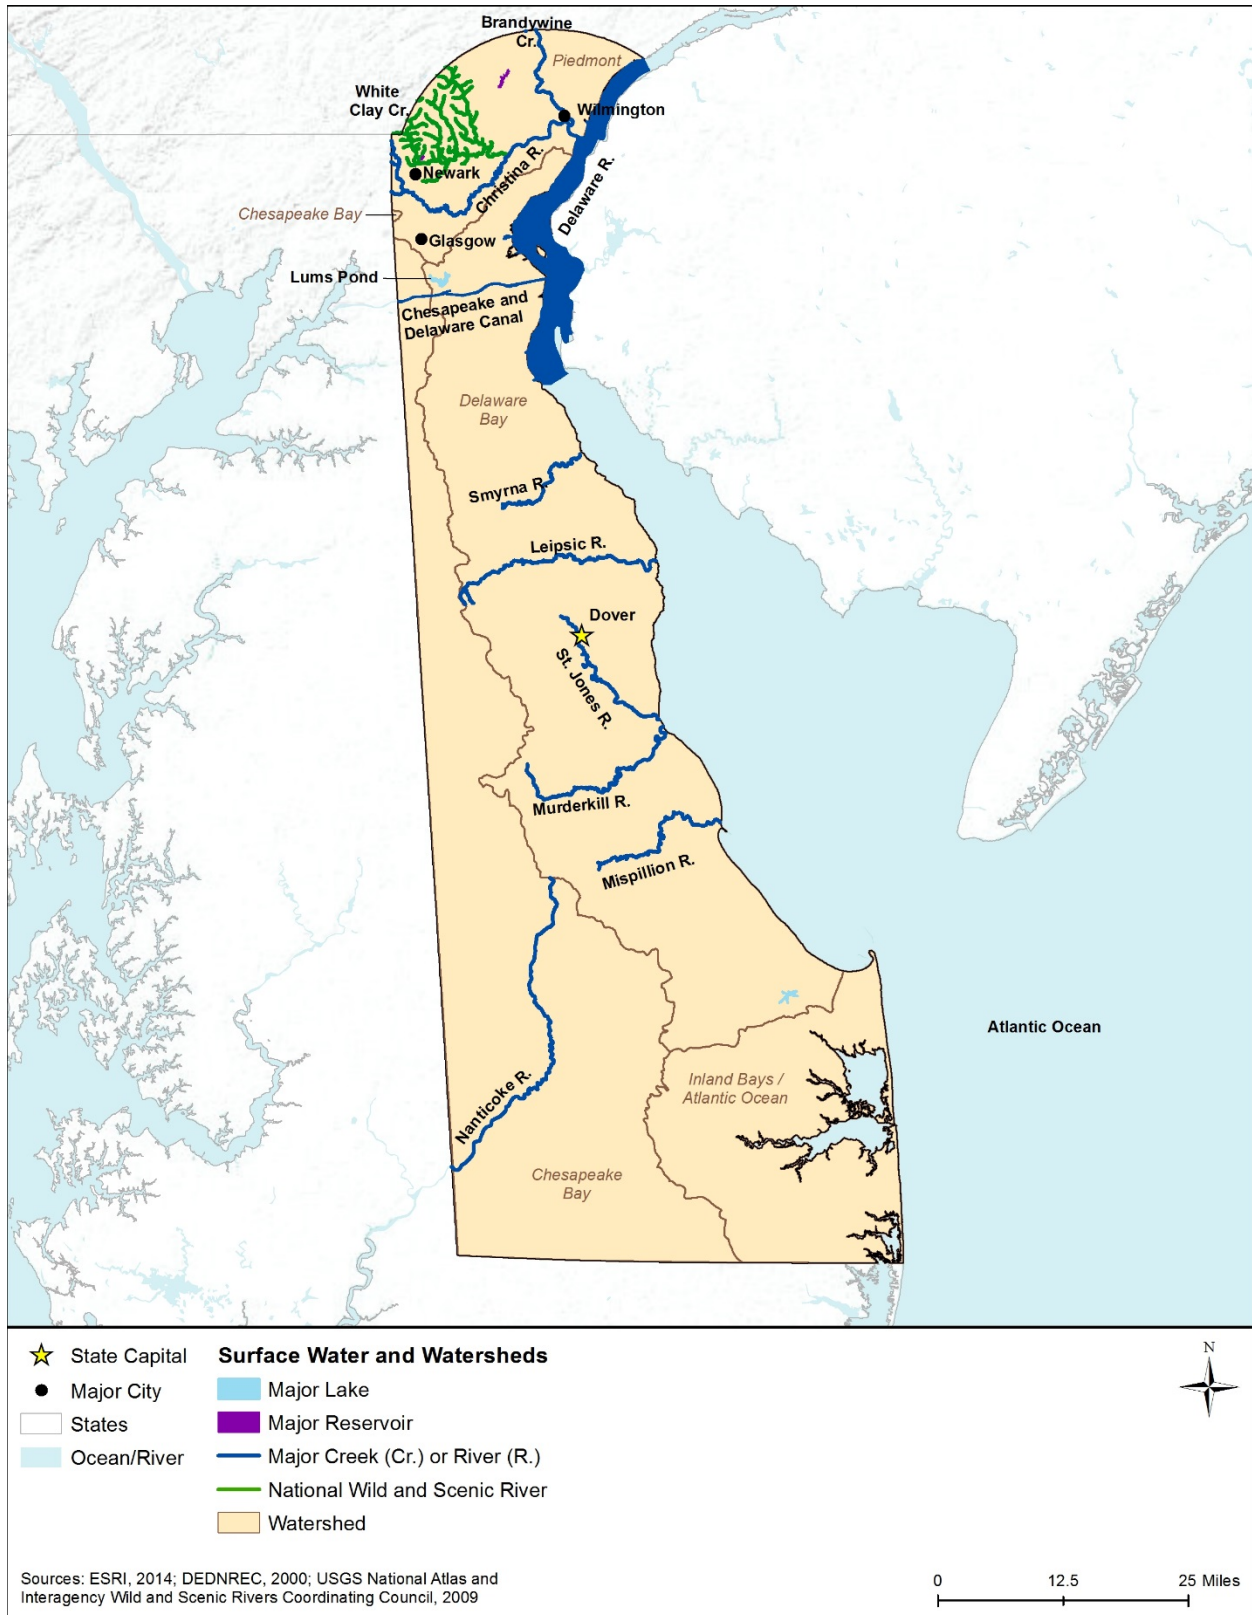 Brandywine
Cr.
Piedmont
White
Clay Cr.
Wilmington
Newark
Christina R.
Delaware R.
Chesapeake Bay
Glasgow
Lums Pond
Chesapeake and
Delaware Canal
Delaware
Bay
Smyrna R.
Leipsic R.
Dover
St. Jones R.
Murderkill R.
Mispillion R.
Atlantic Ocean
Inland Bays /
Atlantic Ocean
Nanticoke R.
Chesapeake
Bay
State Capital
Major City
States
Ocean/River
Surface Water and Watersheds
Major Lake
Major Reservoir
Major Creek (Cr.) or River (R.)
National Wild and Scenic River
Watershed
N
Sources: ESRI, 2014; DEDNREC, 2000; USGS National Atlas and
Interagency Wild and Scenic Rivers Coordinating Council, 2009
0 12.5 25 Miles